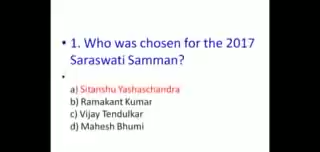 • 1. Who was chosen for the 2017
Saraswati Samman?
•
a) Sitanshu Yashaschandra
b) Ramakant Kumar
c) Vijay Tendulkar
d) Mahesh Bhumi